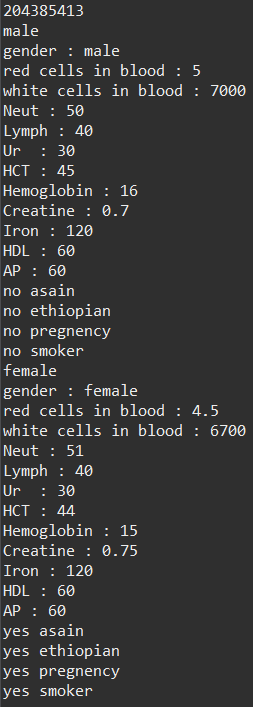 204385413
male
gender : male
red cells in blood : 5
white cells in blood : 7000
Neut : 50
Lymph : 40
Ur  : 30
HCT : 45
Hemoglobin : 16
Creatine : 0.7
Iron : 120
HDL : 60
AP : 60
no asain
no ethiopian
no pregnency
no smoker
female
gender : female
red cells in blood : 4.5
white cells in blood : 6700
Neut : 51
Lymph : 40
Ur  : 30
HCT : 44
Hemoglobin : 15
Creatine : 0.75
Iron : 120
HDL : 60
AP : 60
yes asain
yes ethiopian
yes pregnency
yes smoker